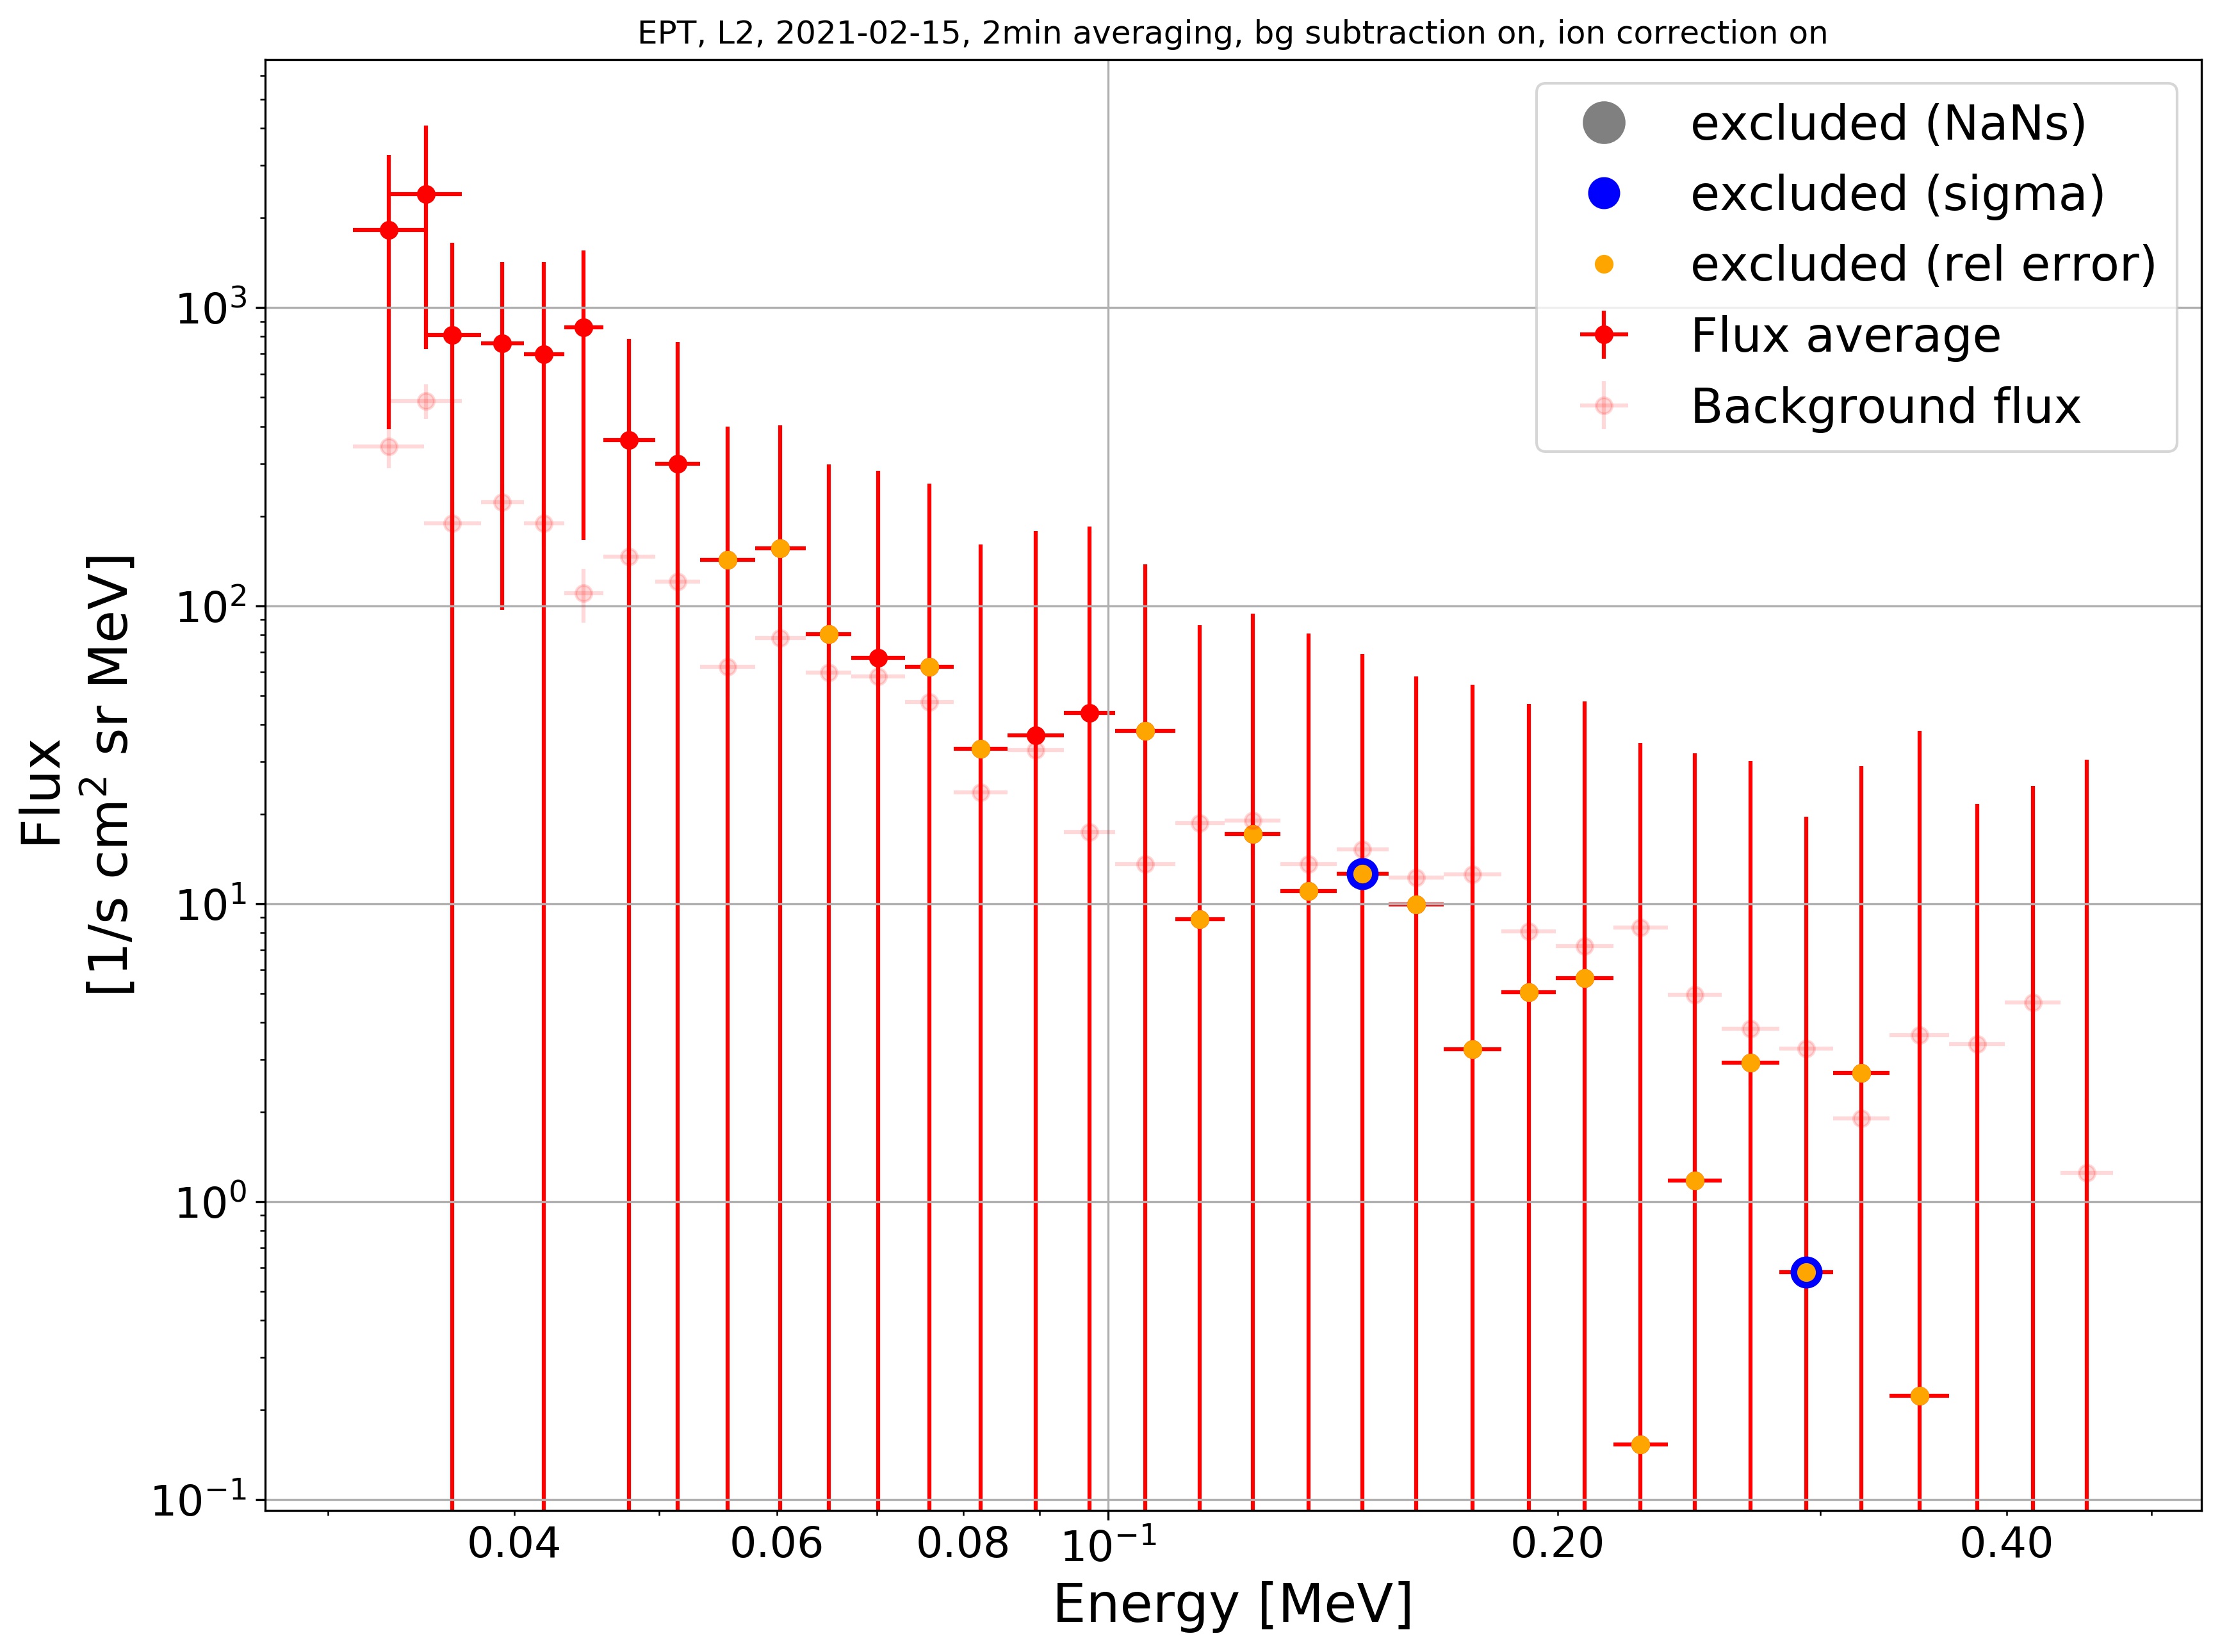 EPT, L2, 2021-02-15, 2min averaging, bg subtraction on, ion correction on
excluded (NaNs)
excluded (sigma)
excluded (rel error)
Flux average
Background flux
Flux
[1/s cm² sr MeV]
10³
10²
10¹
10⁰
10⁻¹
0.04 0.06 0.08 10⁻¹ 0.20 0.40
Energy [MeV]